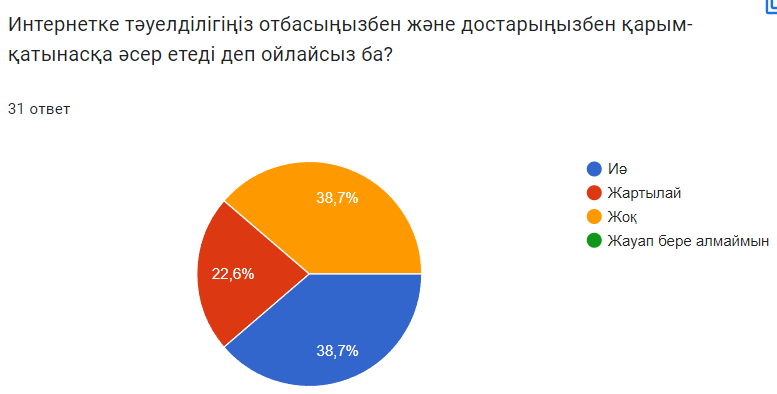 Интернетке тәуелділігіңіз отбасыңызбен және достарыңызбен қарым-
қатынасқа әсер етеді деп ойлайсыз ба?
31 ответ
38,7%
22,6%
38,7%
Иә
Жартылай
Жоқ
Жауап бере алмаймын